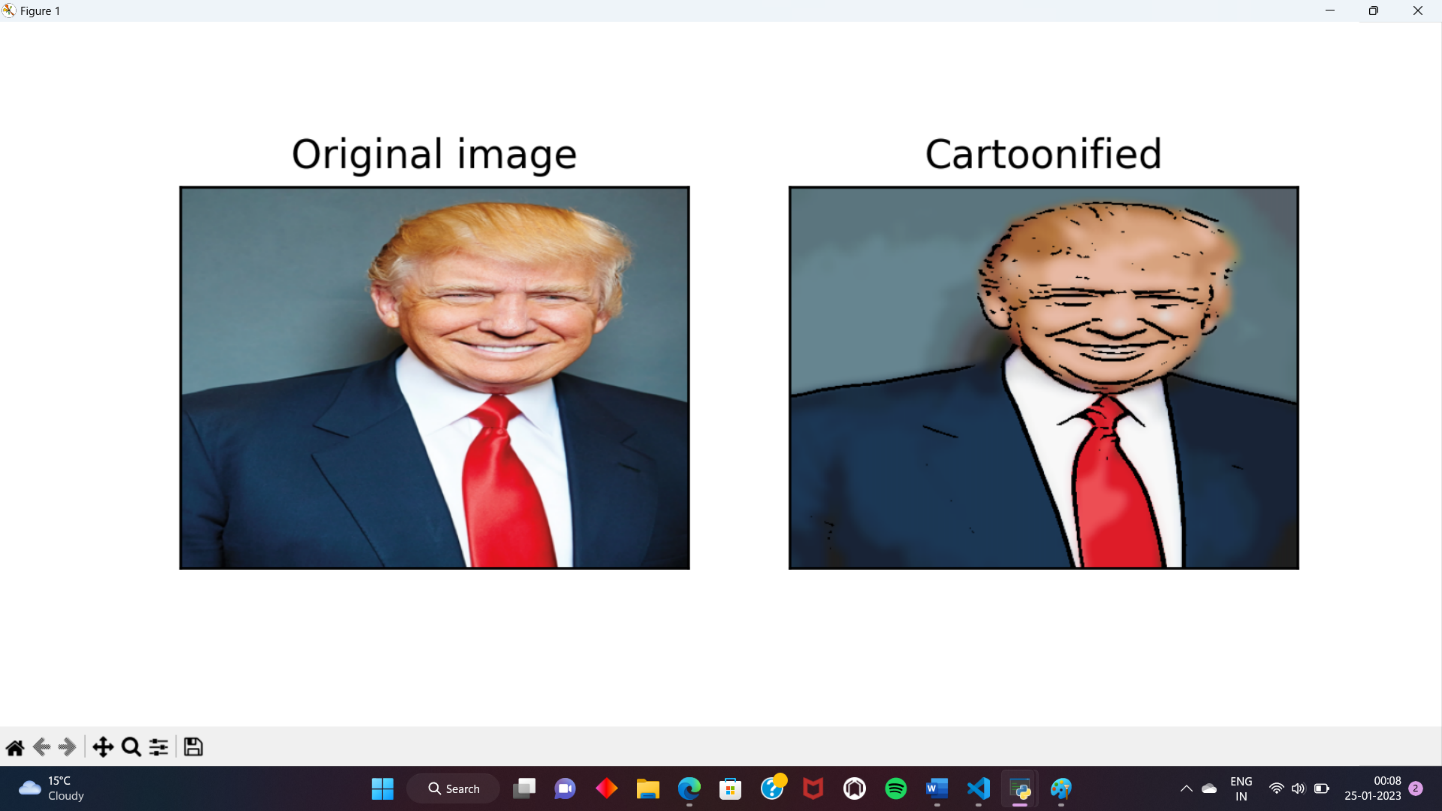 Figure 1
Original image
Cartoonified
15°C
Cloudy
Search
W
ENG
IN
00:08
25-01-2023
2